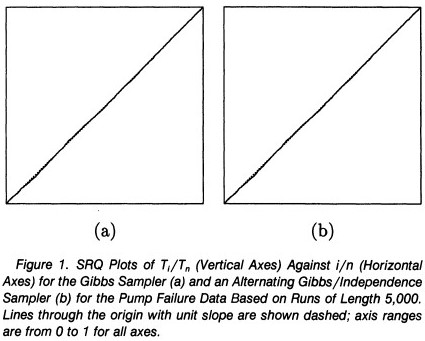 (a)
(b)
Figure 1. SRQ Plots of Ti/Tn (Vertical Axes) Against i/n (Horizontal
Axes) for the Gibbs Sampler (a) and an Alternating Gibbs/Independence
Sampler (b) for the Pump Failure Data Based on Runs of Length 5,000.
Lines through the origin with unit slope are shown dashed; axis ranges
are from 0 to 1 for all axes.